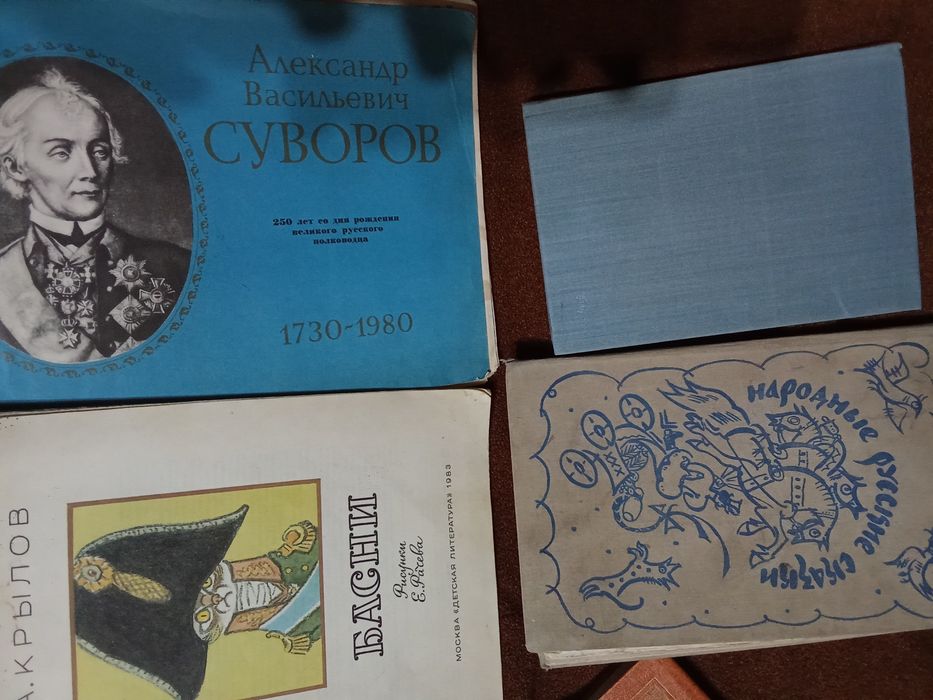 Александр
Васильевич
СУВОРОВ
250 лет со дня рождения
великого русского
полководца
1730-1980
А. КРЫЛОВ
БАСНИ
Рисунки
Е. Рачева
МОСКВА «ДЕТСКАЯ ЛИТЕРАТУРА» 1983
НАРОДНЫЕ
РУССКИЕ
СКАЗКИ